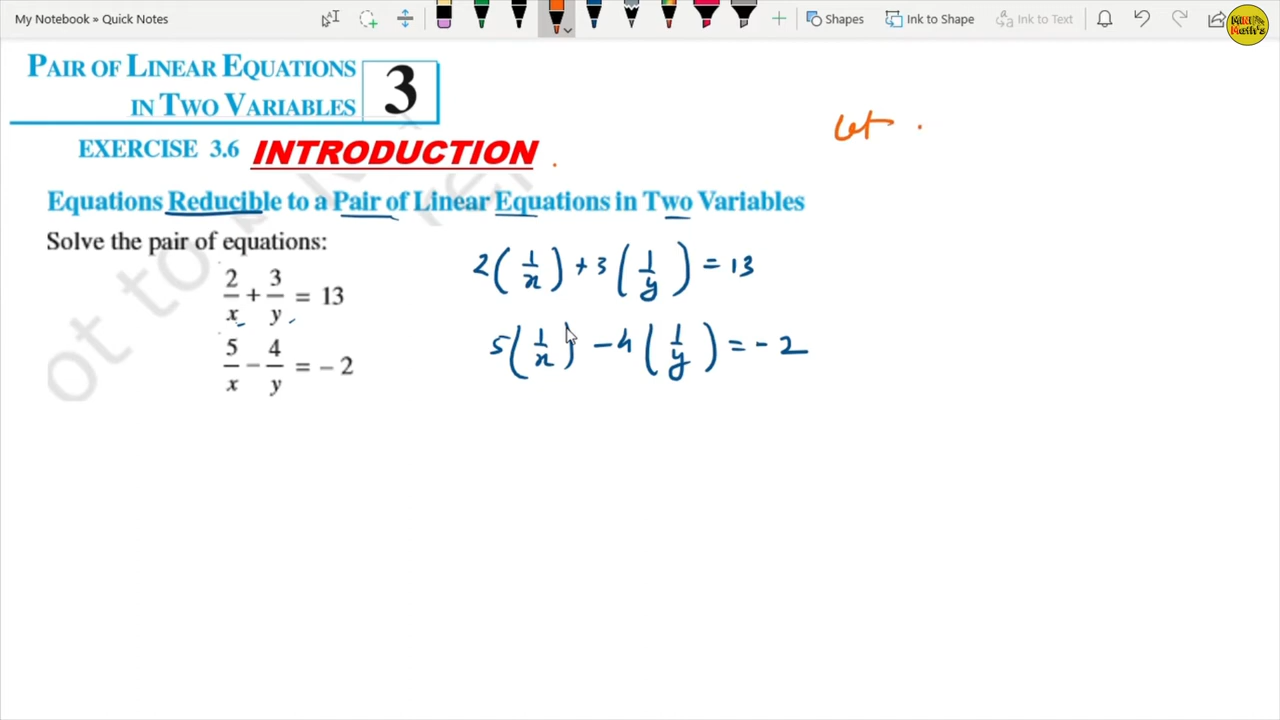 My Notebook » Quick Notes
Shapes
Ink to Shape
Ink to Text
MINI Math's
PAIR OF LINEAR EQUATIONS
IN TWO VARIABLES
3
EXERCISE 3.6 INTRODUCTION
Let
Equations Reducible to a Pair of Linear Equations in Two Variables
Solve the pair of equations:
2/x + 3/y = 13
2(1/x) + 3(1/y) = 13
5/x − 4/y = − 2
5(1/x) − 4(1/y) = − 2